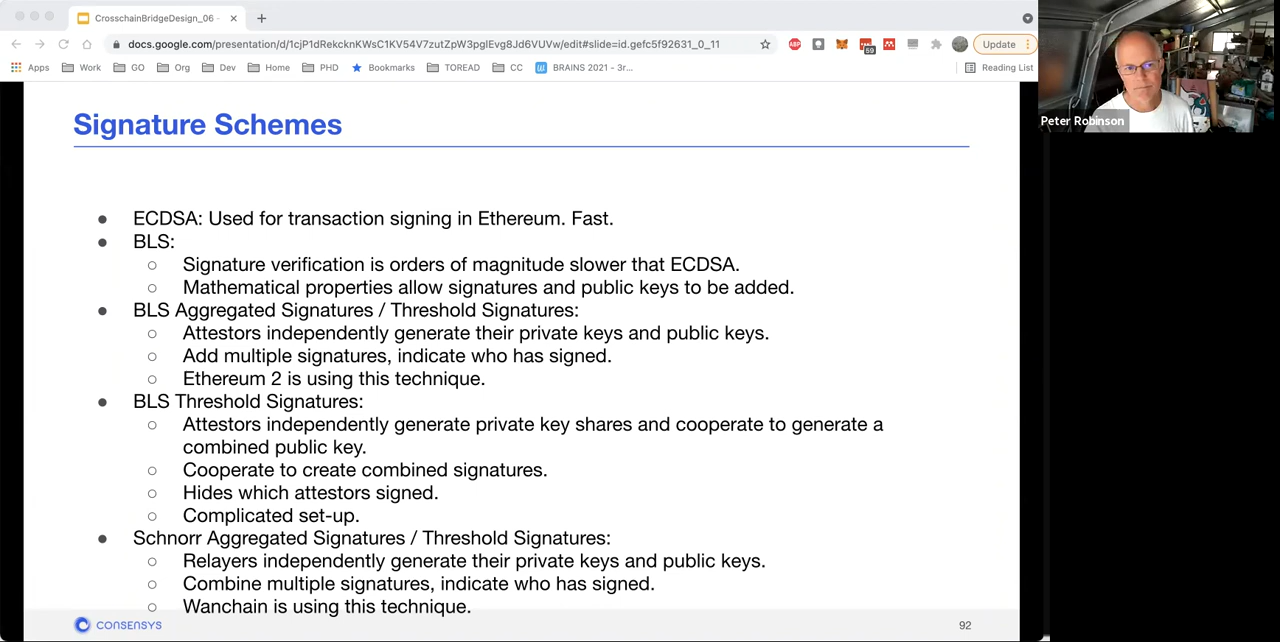 CrosschainBridgeDesign_06 -
docs.google.com/presentation/d/1cjP1dRekcknKWsC1KV54V7zutZpW3pglEvg8Jd6VUVw/edit#slide=id.gefc5f92631_0_11
ABP
59
Update
Apps
Work
GO
Org
Dev
Home
PHD
Bookmarks
TOREAD
CC
BRAINS 2021 - 3r...
Reading List
Peter Robinson
Signature Schemes
● ECDSA: Used for transaction signing in Ethereum. Fast.
● BLS:
○ Signature verification is orders of magnitude slower that ECDSA.
○ Mathematical properties allow signatures and public keys to be added.
● BLS Aggregated Signatures / Threshold Signatures:
○ Attestors independently generate their private keys and public keys.
○ Add multiple signatures, indicate who has signed.
○ Ethereum 2 is using this technique.
● BLS Threshold Signatures:
○ Attestors independently generate private key shares and cooperate to generate a
combined public key.
○ Cooperate to create combined signatures.
○ Hides which attestors signed.
○ Complicated set-up.
● Schnorr Aggregated Signatures / Threshold Signatures:
○ Relayers independently generate their private keys and public keys.
○ Combine multiple signatures, indicate who has signed.
○ Wanchain is using this technique.
CONSENSYS
92